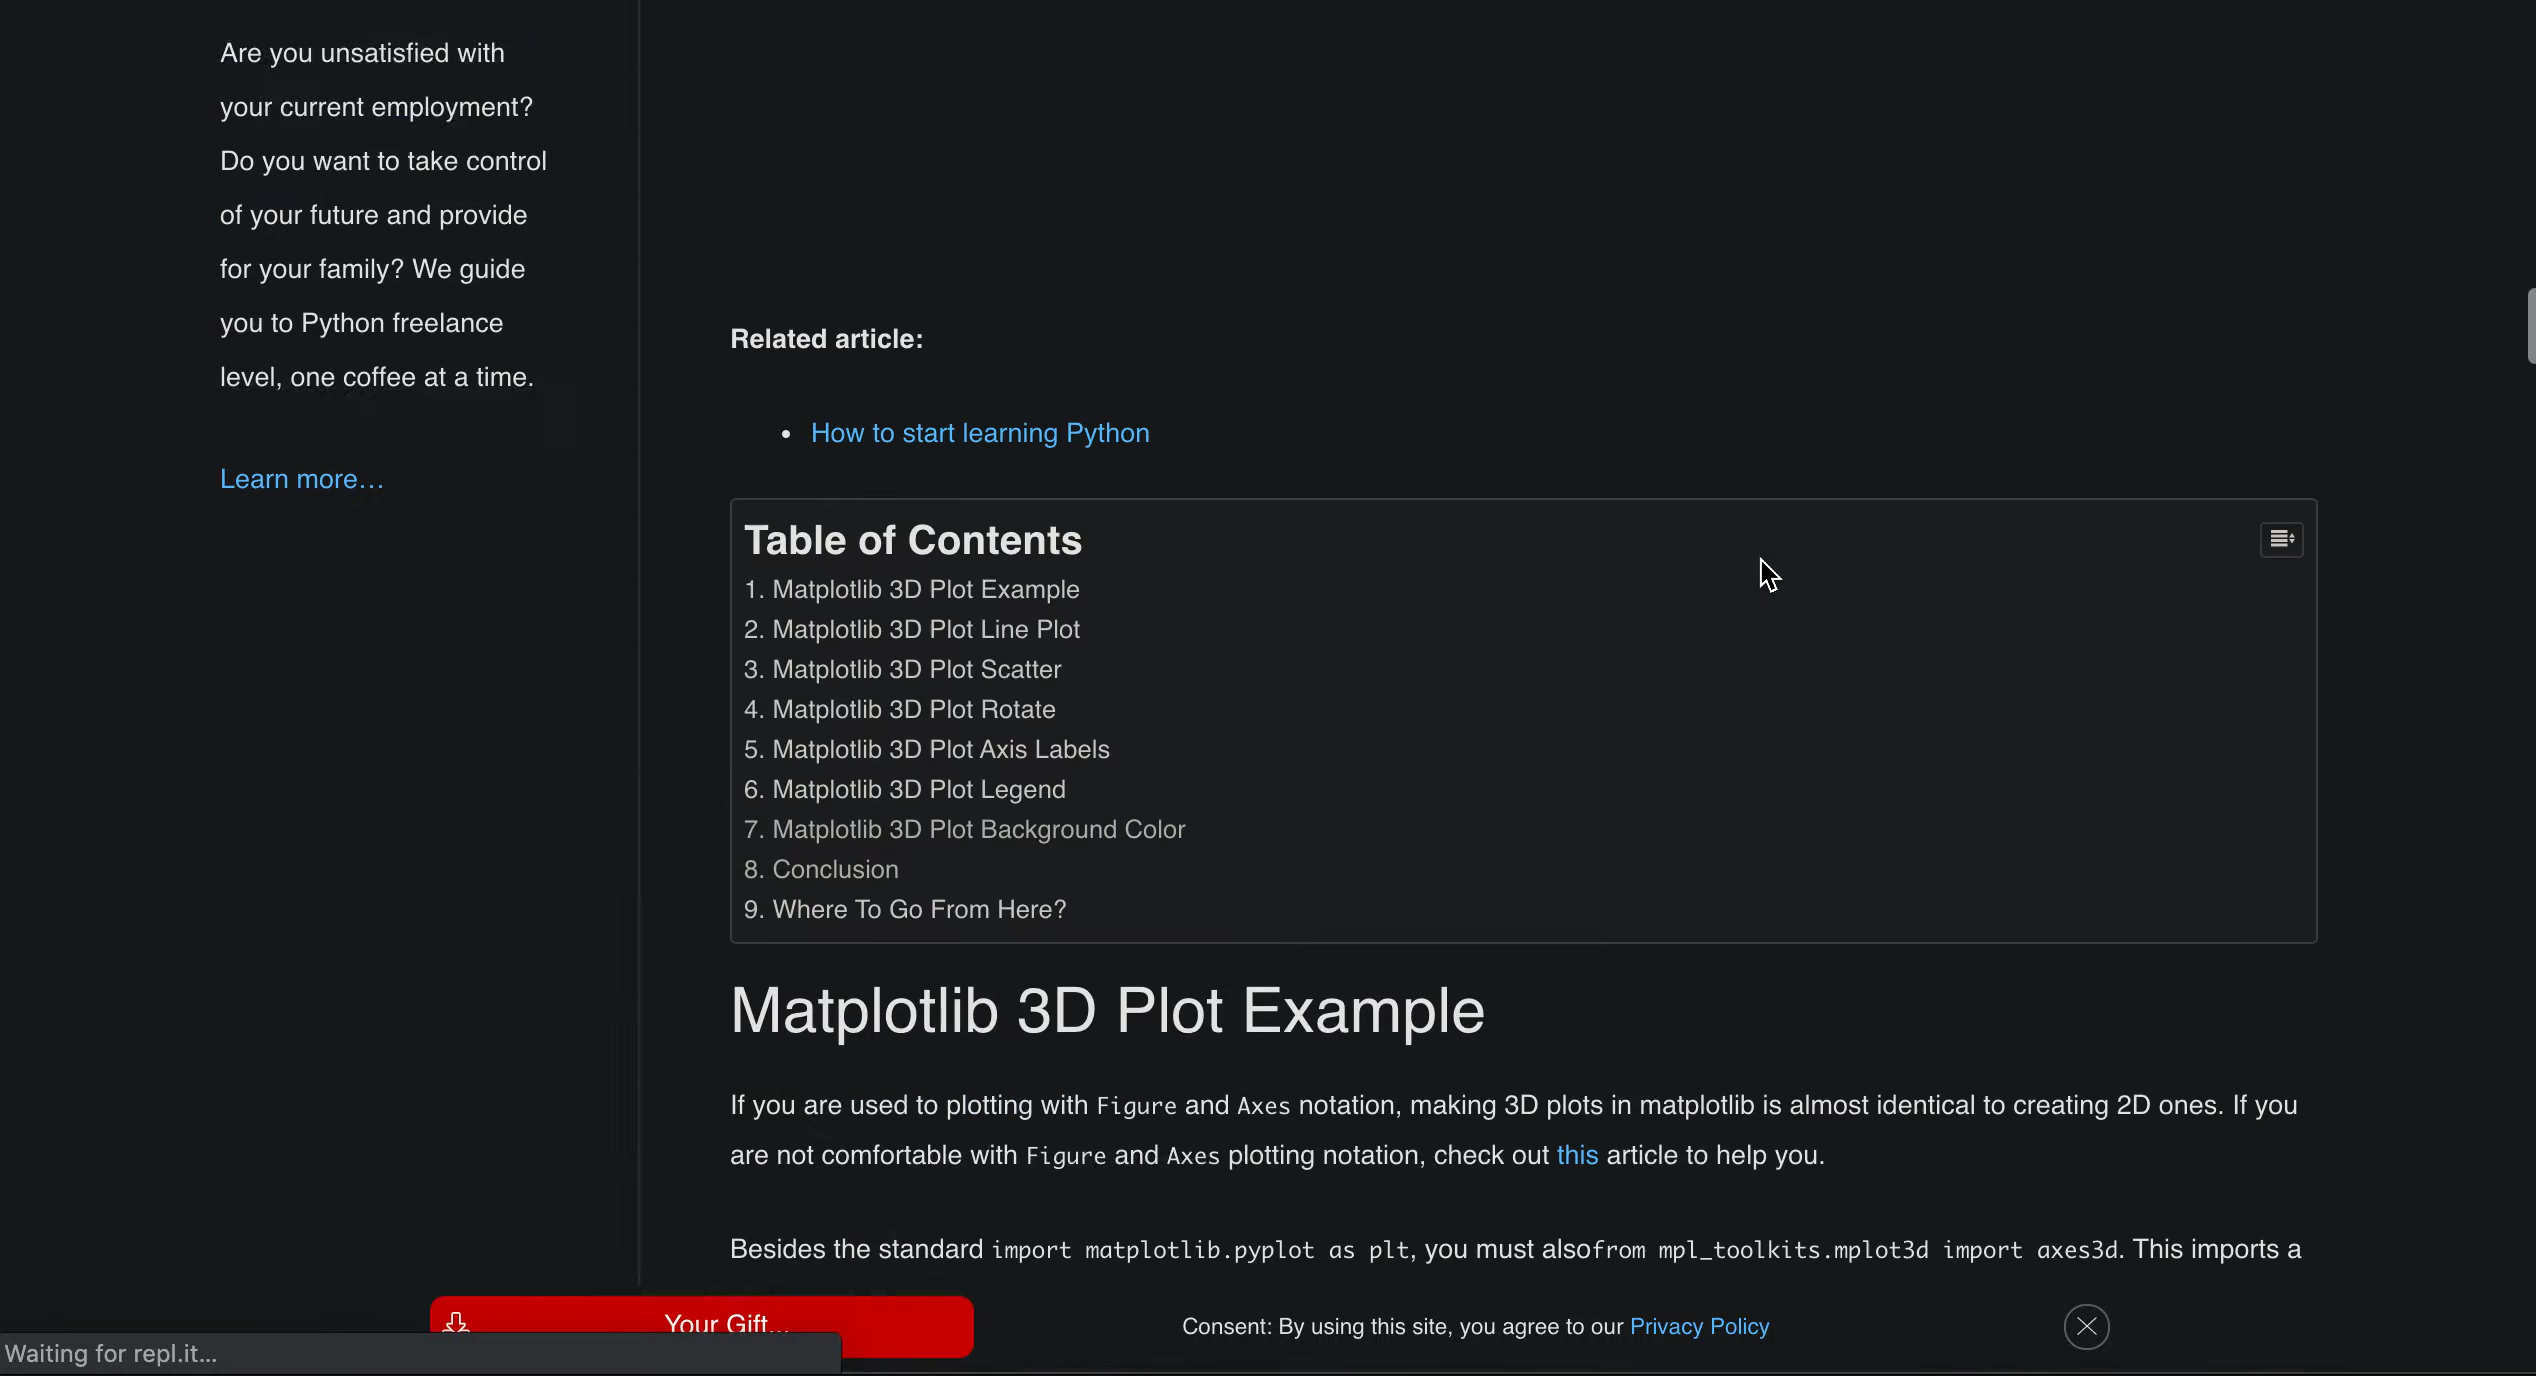 Are you unsatisfied with
your current employment?
Do you want to take control
of your future and provide
for your family? We guide
you to Python freelance
level, one coffee at a time.
Learn more…
Related article:
• How to start learning Python
Table of Contents
1. Matplotlib 3D Plot Example
2. Matplotlib 3D Plot Line Plot
3. Matplotlib 3D Plot Scatter
4. Matplotlib 3D Plot Rotate
5. Matplotlib 3D Plot Axis Labels
6. Matplotlib 3D Plot Legend
7. Matplotlib 3D Plot Background Color
8. Conclusion
9. Where To Go From Here?
Matplotlib 3D Plot Example
If you are used to plotting with Figure and Axes notation, making 3D plots in matplotlib is almost identical to creating 2D ones. If you
are not comfortable with Figure and Axes plotting notation, check out this article to help you.
Besides the standard import matplotlib.pyplot as plt, you must alsofrom mpl_toolkits.mplot3d import axes3d. This imports a
Your Gift...
Consent: By using this site, you agree to our Privacy Policy
Waiting for repl.it...